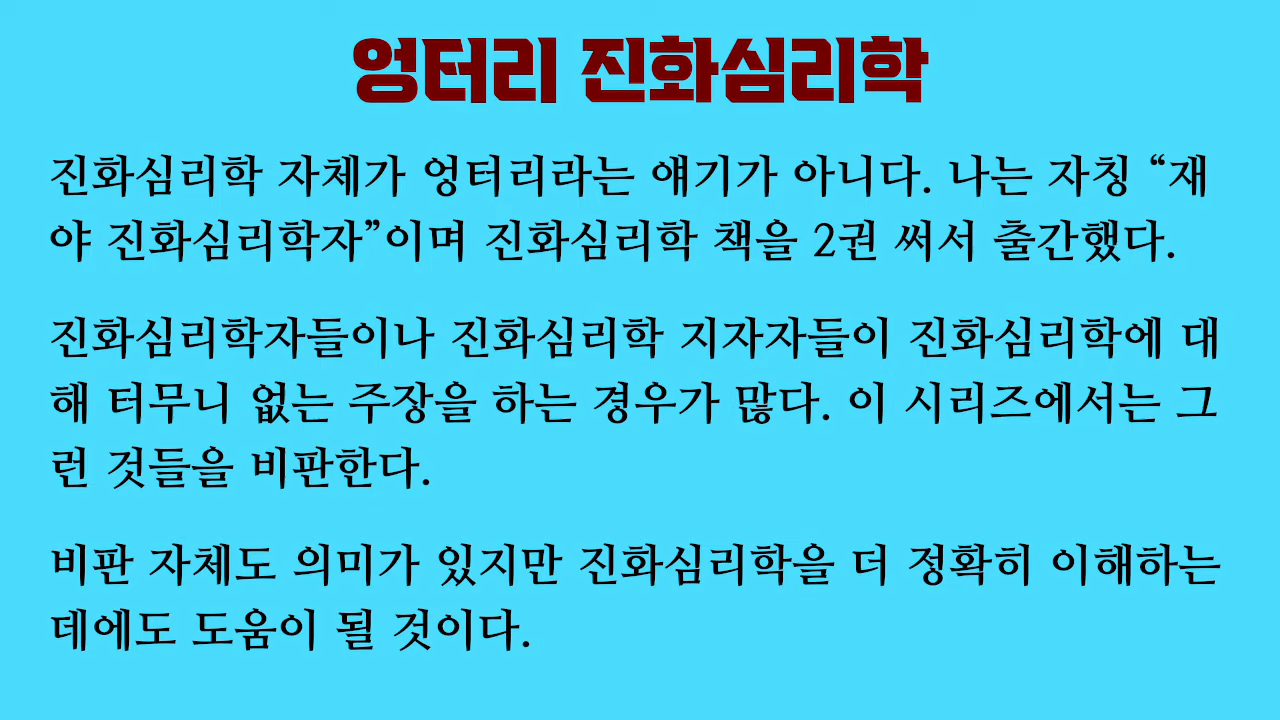 엉터리 진화심리학
진화심리학 자체가 엉터리라는 얘기가 아니다. 나는 자칭 “재
야 진화심리학자”이며 진화심리학 책을 2권 써서 출간했다.
진화심리학자들이나 진화심리학 지자자들이 진화심리학에 대
해 터무니 없는 주장을 하는 경우가 많다. 이 시리즈에서는 그
런 것들을 비판한다.
비판 자체도 의미가 있지만 진화심리학을 더 정확히 이해하는
데에도 도움이 될 것이다.